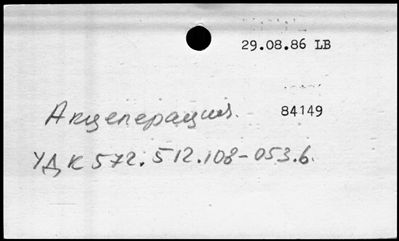 29.08.86 LB
Акцелерация.
84149
УДК 572.512.108-053.6.